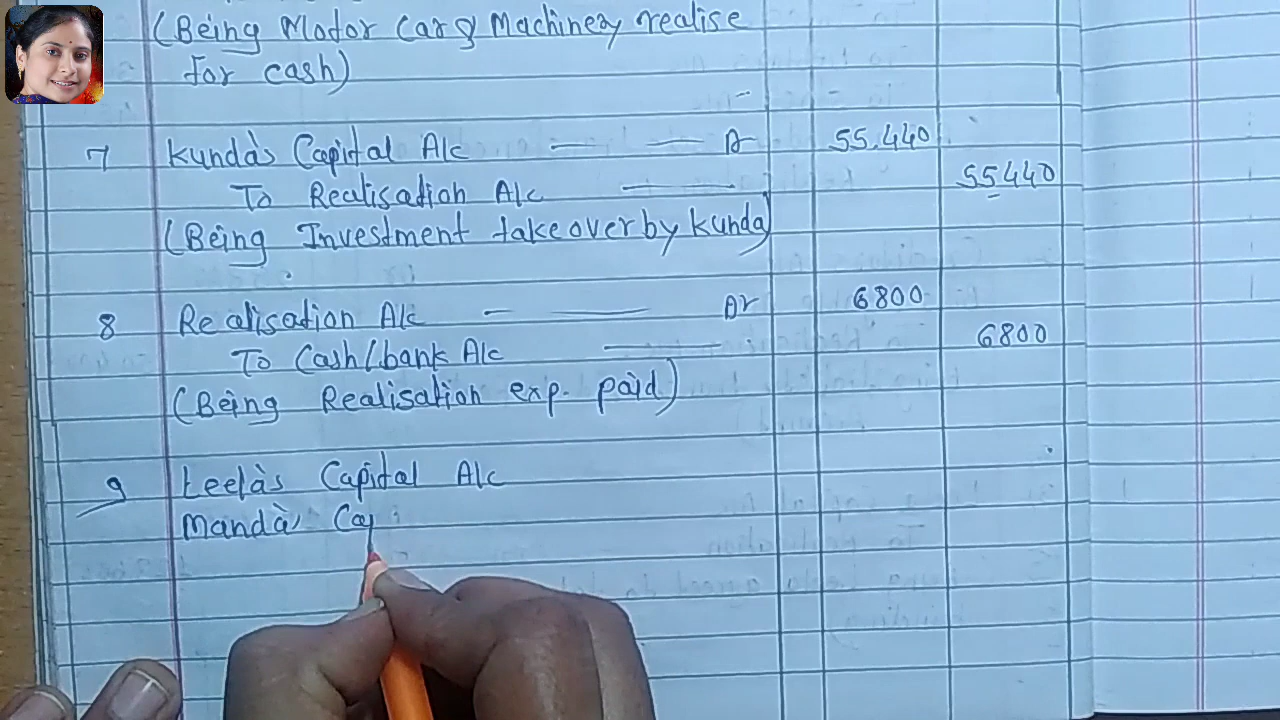 (Being Motor Car & Machinery realise
for cash)
7 Kunda's Capital A/c — — Dr 55,440
To Realisation A/c — 55440
(Being Investment takeover by Kunda)
8 Realisation A/c - — Dr 6800
To Cash/bank A/c — 6800
(Being Realisation exp. paid)
9 Leela's Capital A/c
Manda's Cap